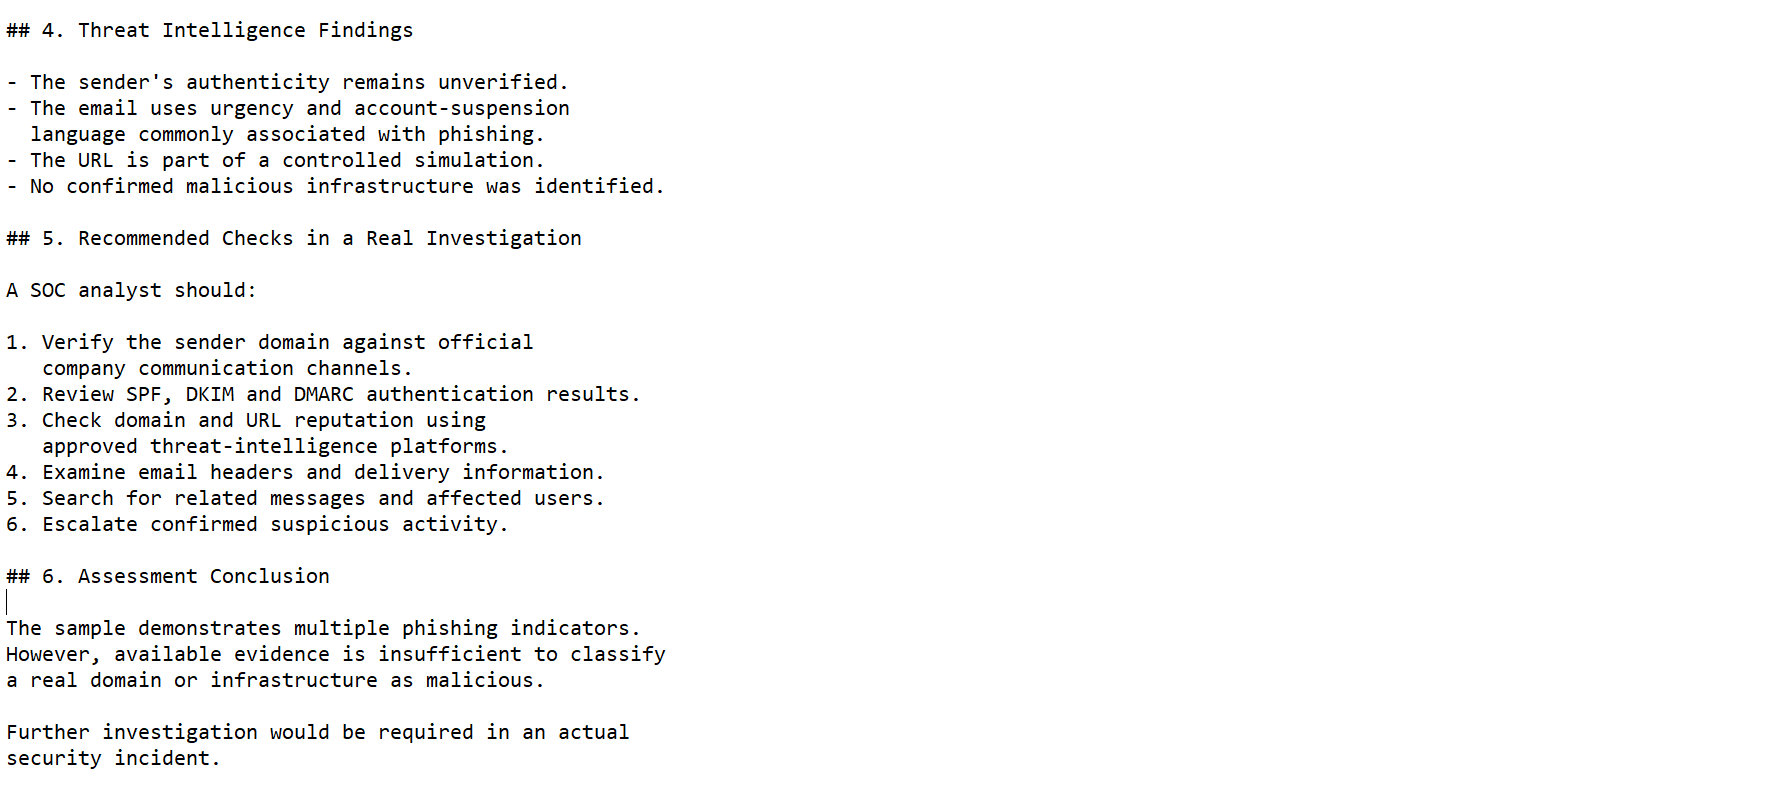 ## 4. Threat Intelligence Findings
- The sender's authenticity remains unverified.
- The email uses urgency and account-suspension
language commonly associated with phishing.
- The URL is part of a controlled simulation.
- No confirmed malicious infrastructure was identified.
## 5. Recommended Checks in a Real Investigation
A SOC analyst should:
1. Verify the sender domain against official
company communication channels.
2. Review SPF, DKIM and DMARC authentication results.
3. Check domain and URL reputation using
approved threat-intelligence platforms.
4. Examine email headers and delivery information.
5. Search for related messages and affected users.
6. Escalate confirmed suspicious activity.
## 6. Assessment Conclusion
The sample demonstrates multiple phishing indicators.
However, available evidence is insufficient to classify
a real domain or infrastructure as malicious.
Further investigation would be required in an actual
security incident.